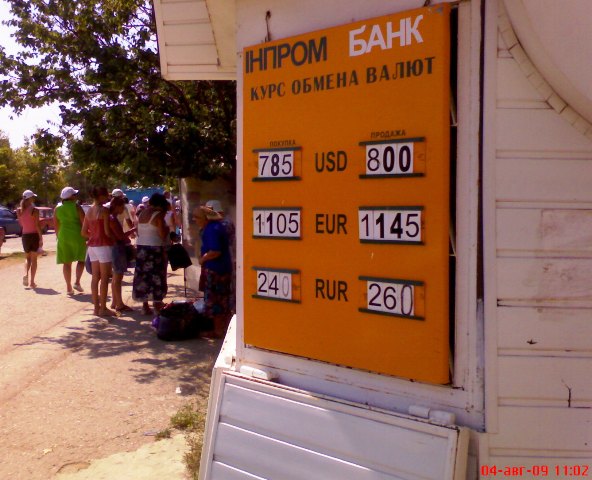 ІНПРОМ БАНК
КУРС ОБМЕНА ВАЛЮТ
ПОКУПКА ПРОДАЖА
785 USD 800
1105 EUR 1145
240 RUR 260
04-авг-09 11:02